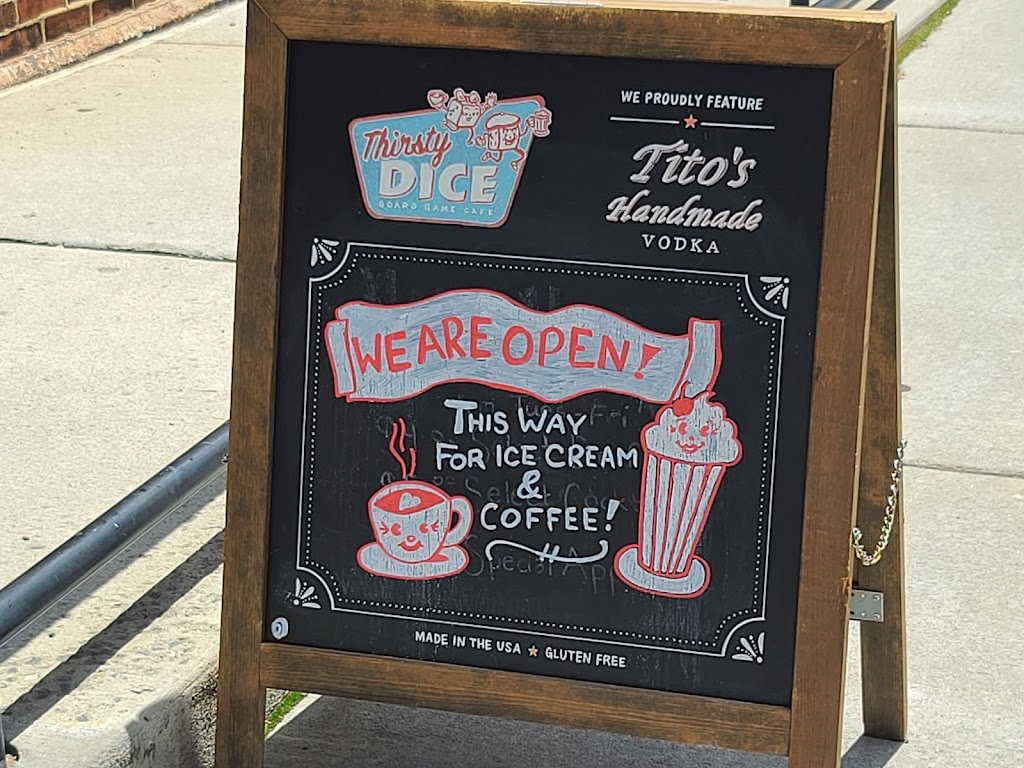 Thirsty
DICE
BOARD GAME CAFE
WE PROUDLY FEATURE
Tito's
Handmade
VODKA
WE ARE OPEN!
THIS WAY
FOR ICE CREAM
&
COFFEE!
MADE IN THE USA ★ GLUTEN FREE